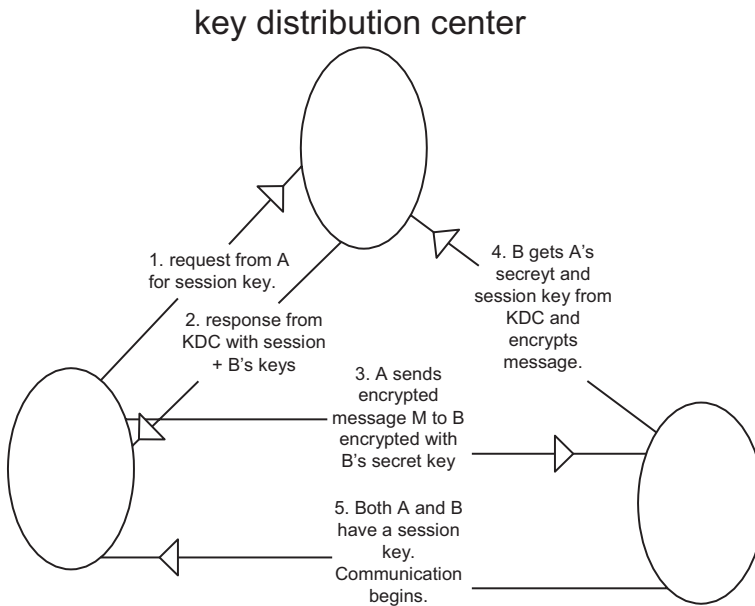 key distribution center
1. request from A
for session key.
2. response from
KDC with session
+ B's keys
3. A sends
encrypted
message M to B
encrypted with
B's secret key
4. B gets A's
secreyt and
session key from
KDC and
encrypts
message.
5. Both A and B
have a session
key.
Communication
begins.